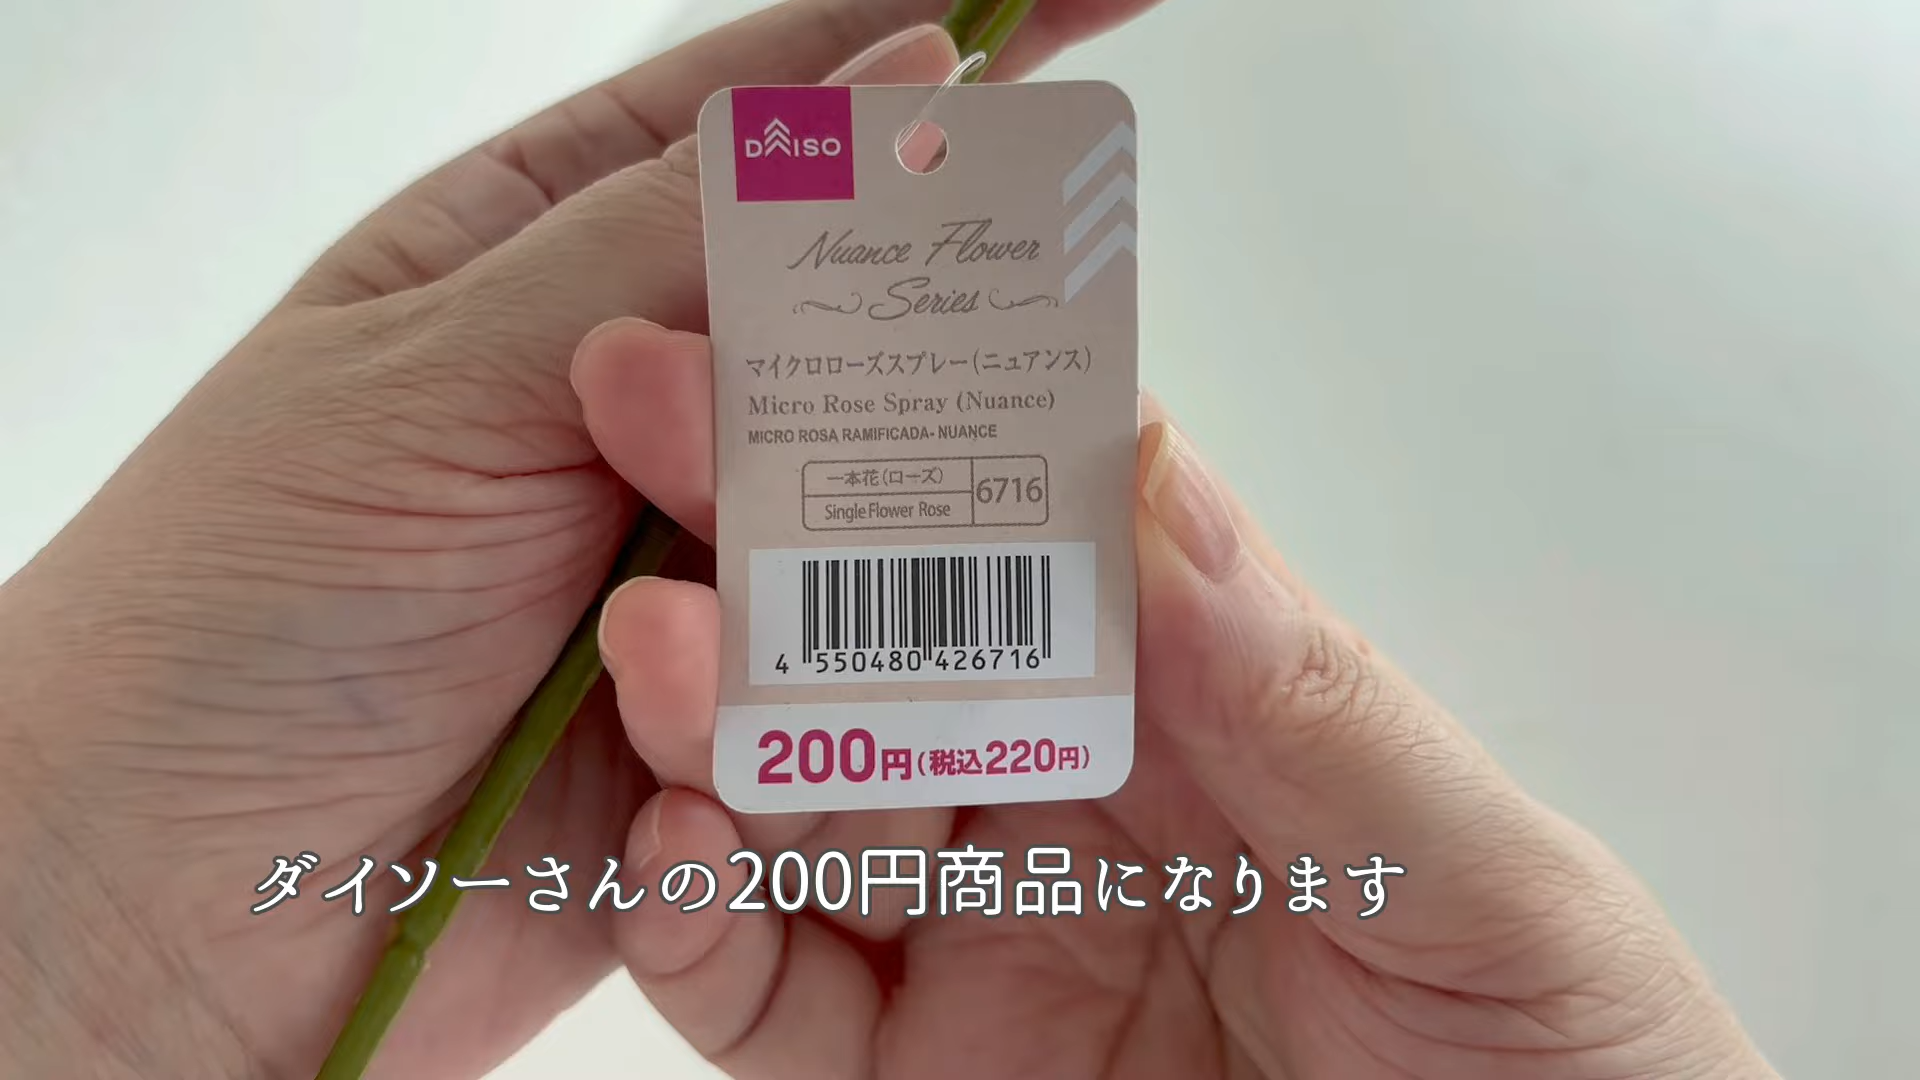 DAISO
Nuance Flower
Series
マイクロローズスプレー(ニュアンス)
Micro Rose Spray (Nuance)
MICRO ROSA RAMIFICADA- NUANCE
一本花(ローズ)
Single Flower Rose
6716
4 550480 426716
200円(税込220円)
ダイソーさんの200円商品になります